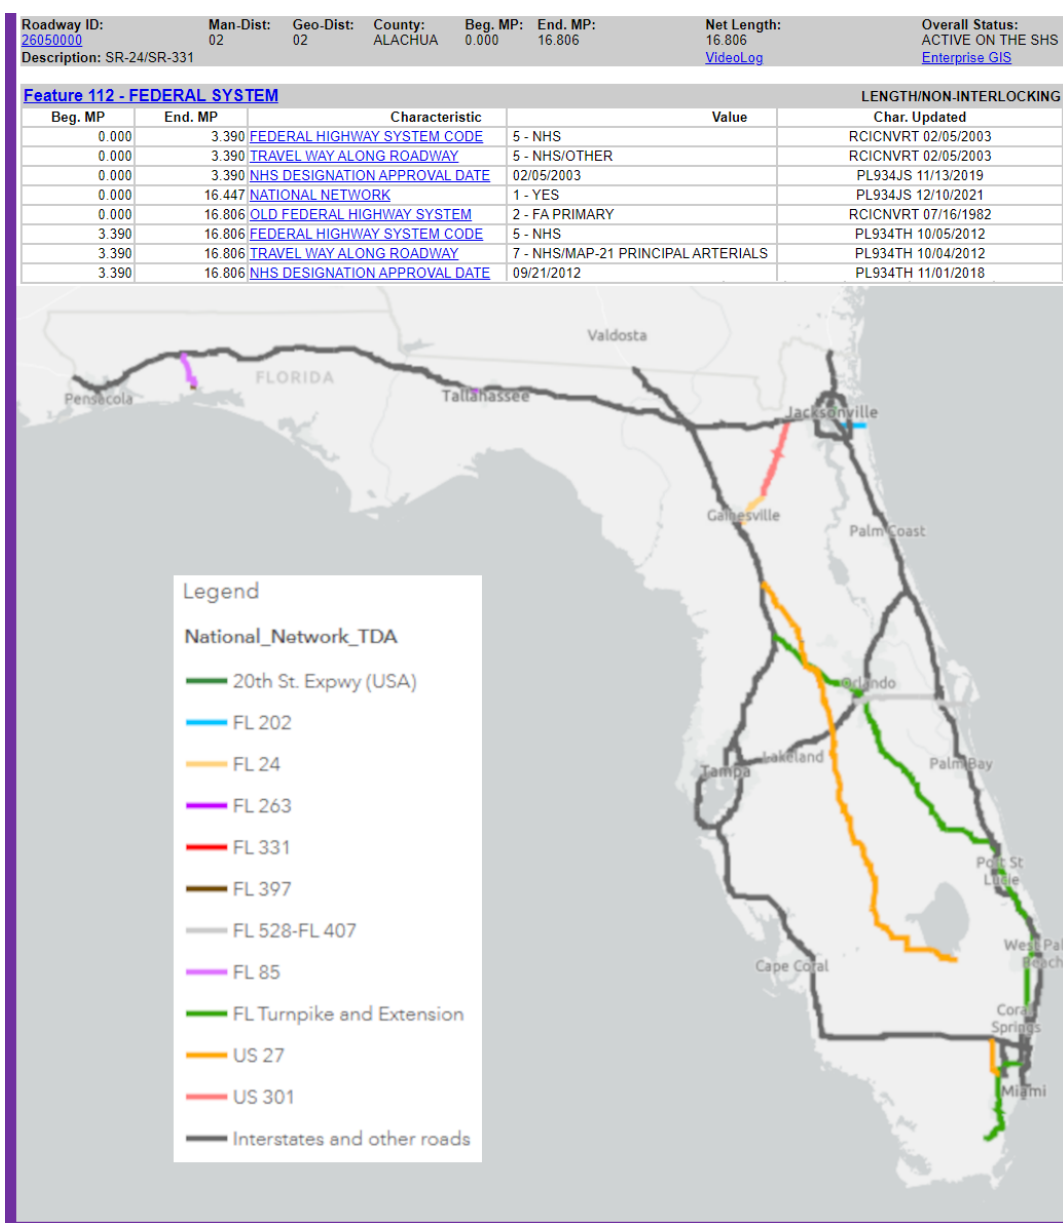 Roadway ID: Man-Dist: Geo-Dist: County: Beg. MP: End. MP: Net Length: Overall Status:
26050000 02 02 ALACHUA 0.000 16.806 16.806 ACTIVE ON THE SHS
Description: SR-24/SR-331 VideoLog Enterprise GIS
Feature 112 - FEDERAL SYSTEM LENGTH/NON-INTERLOCKING
Beg. MP End. MP Characteristic Value Char. Updated
0.000 3.390 FEDERAL HIGHWAY SYSTEM CODE 5 - NHS RCICNVRT 02/05/2003
0.000 3.390 TRAVEL WAY ALONG ROADWAY 5 - NHS/OTHER RCICNVRT 02/05/2003
0.000 3.390 NHS DESIGNATION APPROVAL DATE 02/05/2003 PL934JS 11/13/2019
0.000 16.447 NATIONAL NETWORK 1 - YES PL934JS 12/10/2021
0.000 16.806 OLD FEDERAL HIGHWAY SYSTEM 2 - FA PRIMARY RCICNVRT 07/16/1982
3.390 16.806 FEDERAL HIGHWAY SYSTEM CODE 5 - NHS PL934TH 10/05/2012
3.390 16.806 TRAVEL WAY ALONG ROADWAY 7 - NHS/MAP-21 PRINCIPAL ARTERIALS PL934TH 10/04/2012
3.390 16.806 NHS DESIGNATION APPROVAL DATE 09/21/2012 PL934TH 11/01/2018
Valdosta
FLORIDA
Pensacola
Tallahassee
Jacksonville
Gainesville
Palm Coast
Orlando
Lakeland
Tampa
Palm Bay
Port St
Lucie
West Pal
Beach
Cape Coral
Coral
Springs
Miami
Legend
National_Network_TDA
20th St. Expwy (USA)
FL 202
FL 24
FL 263
FL 331
FL 397
FL 528-FL 407
FL 85
FL Turnpike and Extension
US 27
US 301
Interstates and other roads